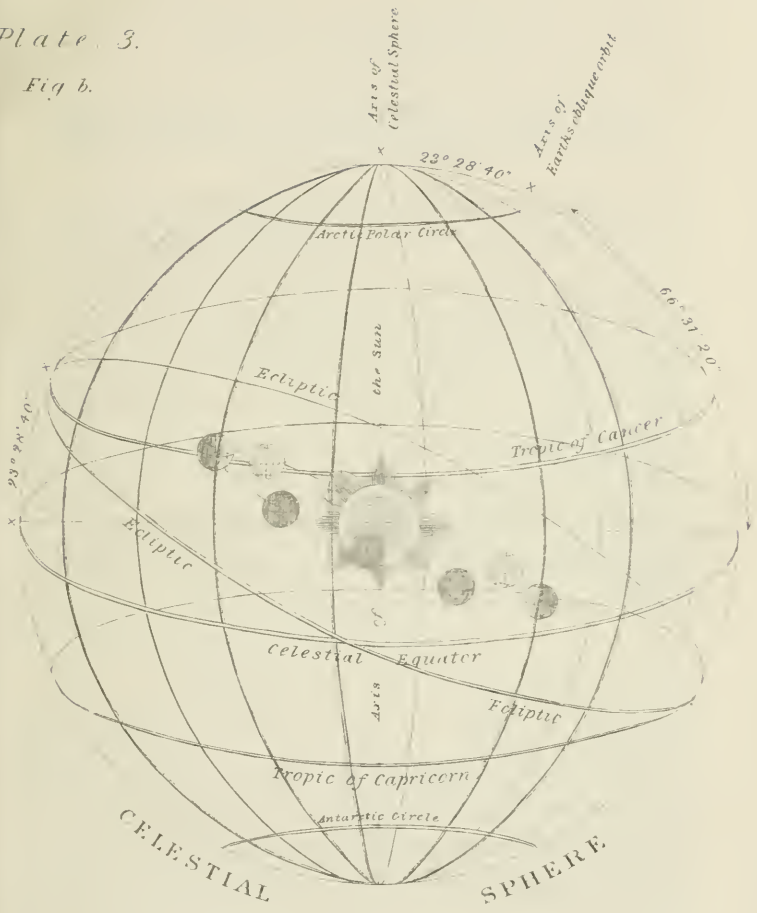 Plate 3.
Fig b.
Axis of
Celestial Sphere
Axis of
Earths oblique orbit
23° 28' 40"
Arctic Polar Circle
66° 31' 20"
the Sun
Ecliptic
Tropic of Cancer
23° 28' 40"
Ecliptic
of
Celestial Equator
Axis
Ecliptic
Tropic of Capricorn
Antarctic Circle
CELESTIAL SPHERE